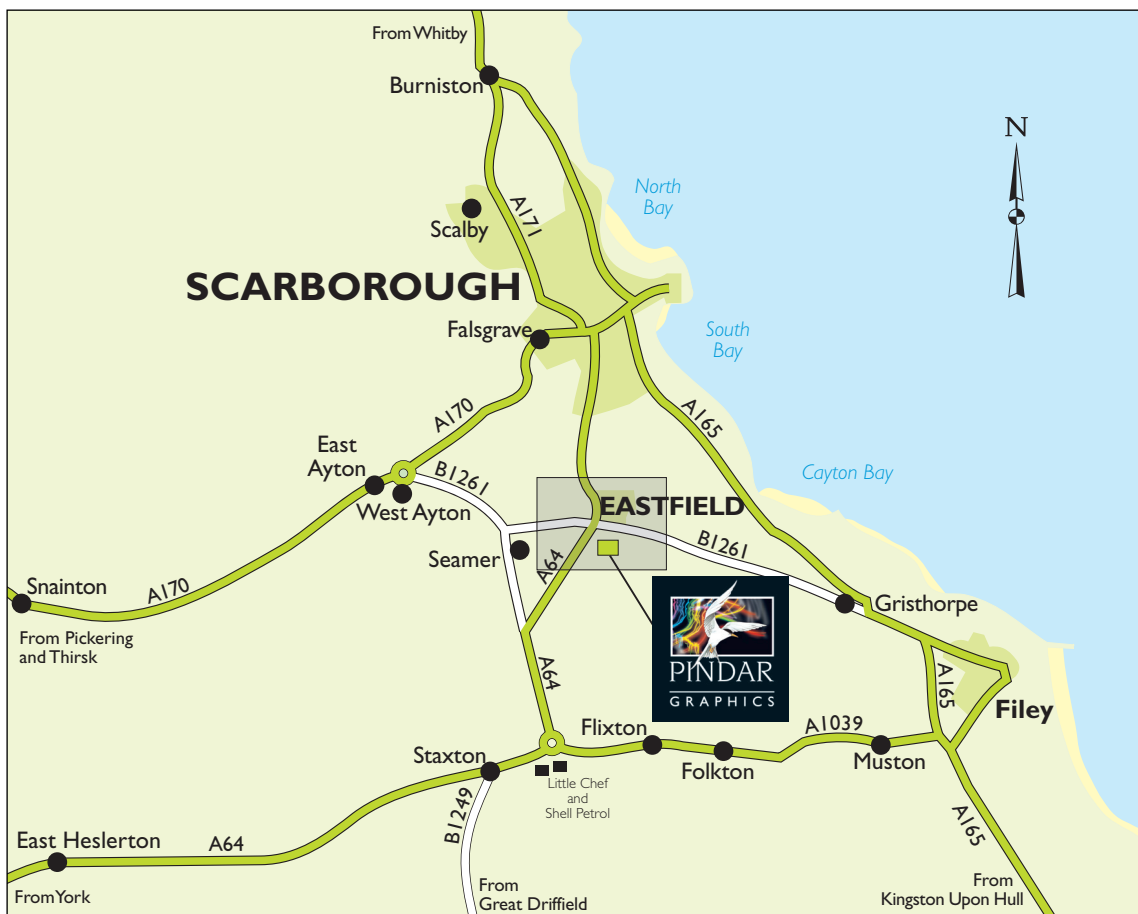 From Whitby
Burniston
N
North
Bay
A171
Scalby
SCARBOROUGH
Falsgrave
South
Bay
A170
A165
East
Ayton
B1261
Cayton Bay
West Ayton
EASTFIELD
Seamer
A64
B1261
Snainton
A170
Gristhorpe
From Pickering
and Thirsk
PINDAR
GRAPHICS
A64
A165
Filey
Flixton
A1039
Staxton
Folkton
Muston
Little Chef
and
Shell Petrol
B1249
East Heslerton
A64
A165
From York
From
Great Driffield
From
Kingston Upon Hull